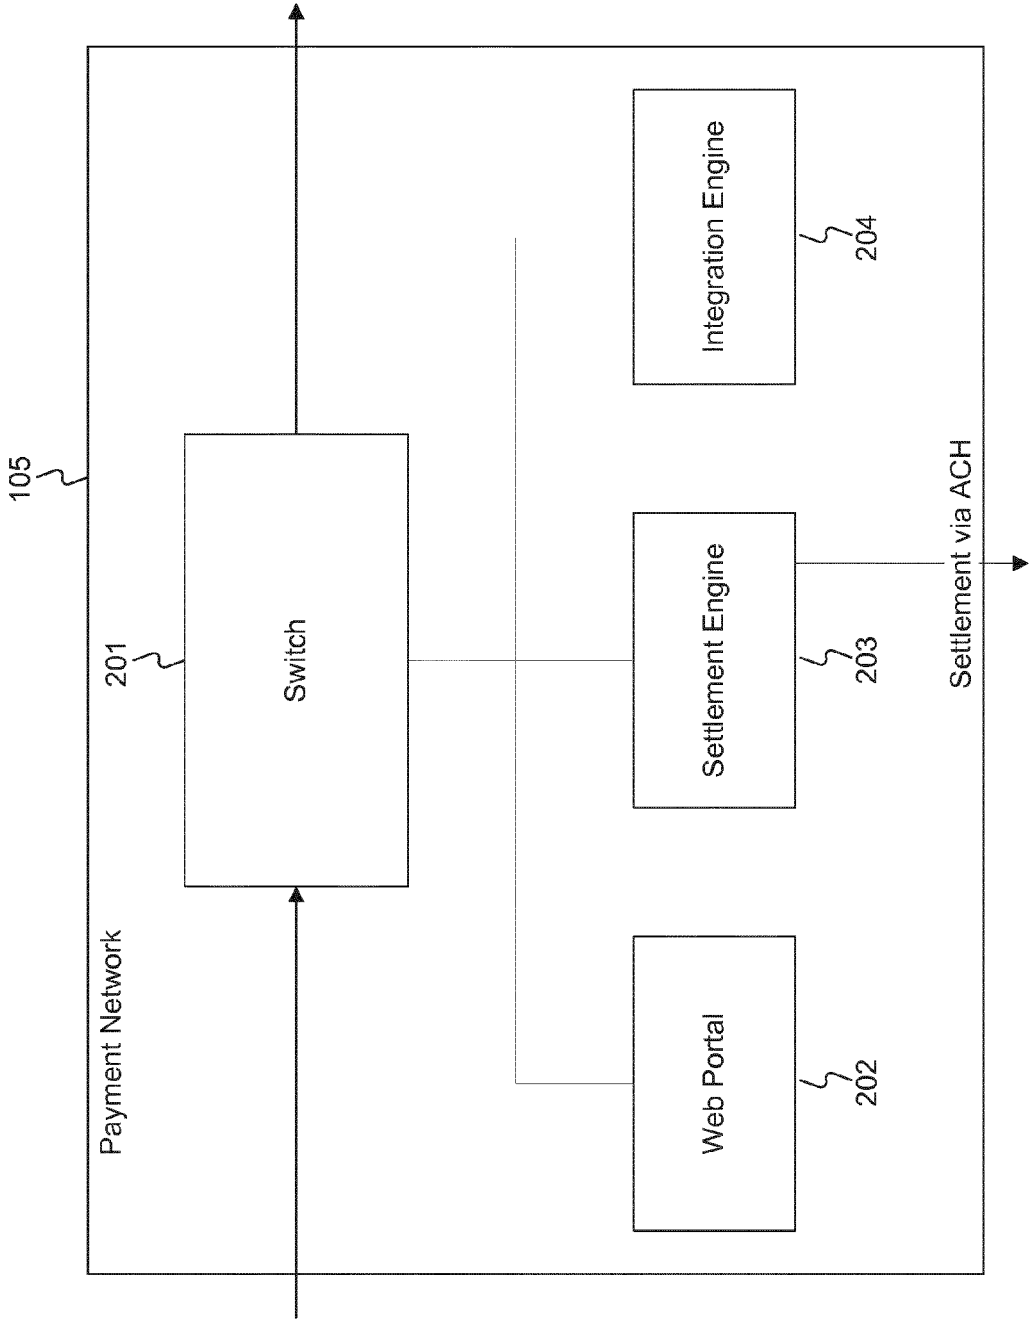 105
Payment Network
201
Switch
Web Portal
Settlement Engine
Integration Engine
202
203
204
Settlement via ACH